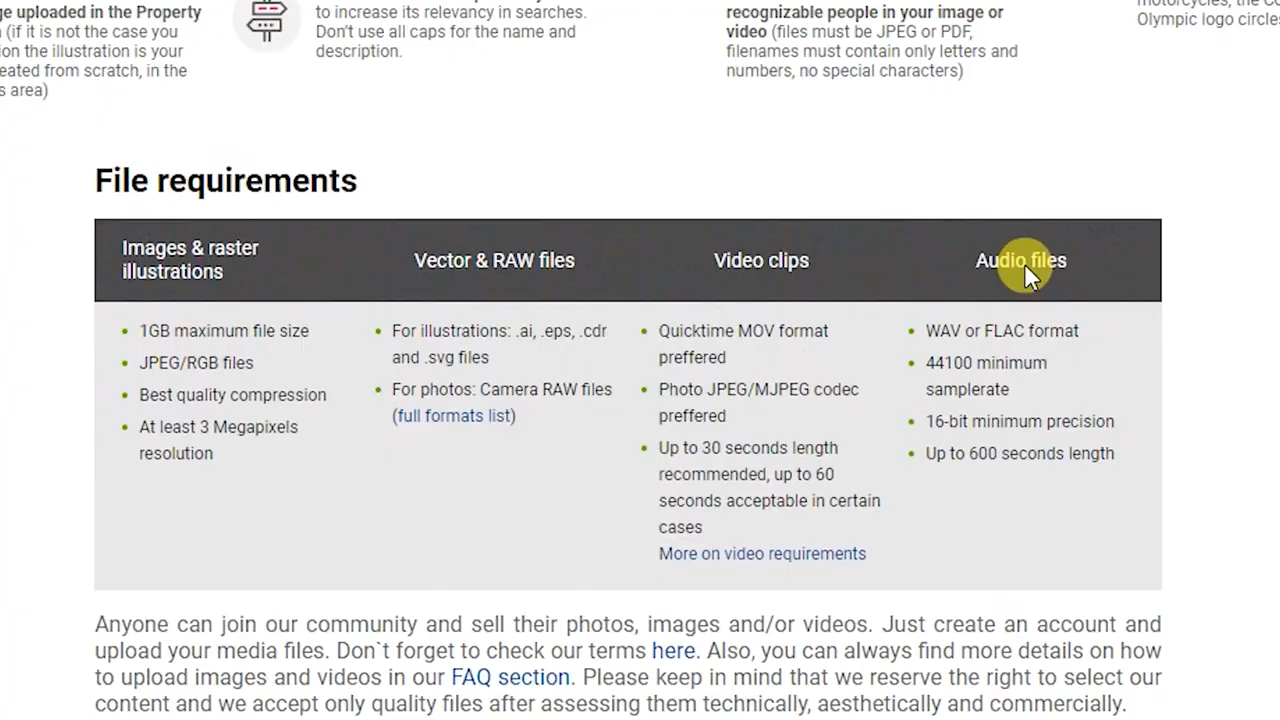 ge uploaded in the Property
(if it is not the case you
ion the illustration is your
eated from scratch, in the
s area)
to increase its relevancy in searches.
Don't use all caps for the name and
description.
recognizable people in your image or
video (files must be JPEG or PDF,
filenames must contain only letters and
numbers, no special characters)
Olympic logo circles
File requirements
Images & raster
illustrations
Vector & RAW files
Video clips
Audio files
1GB maximum file size
JPEG/RGB files
Best quality compression
At least 3 Megapixels
resolution
For illustrations: .ai, .eps, .cdr
and .svg files
For photos: Camera RAW files
(full formats list)
Quicktime MOV format
preffered
Photo JPEG/MJPEG codec
preffered
Up to 30 seconds length
recommended, up to 60
seconds acceptable in certain
cases
More on video requirements
WAV or FLAC format
44100 minimum
samplerate
16-bit minimum precision
Up to 600 seconds length
Anyone can join our community and sell their photos, images and/or videos. Just create an account and
upload your media files. Don`t forget to check our terms here. Also, you can always find more details on how
to upload images and videos in our FAQ section. Please keep in mind that we reserve the right to select our
content and we accept only quality files after assessing them technically, aesthetically and commercially.